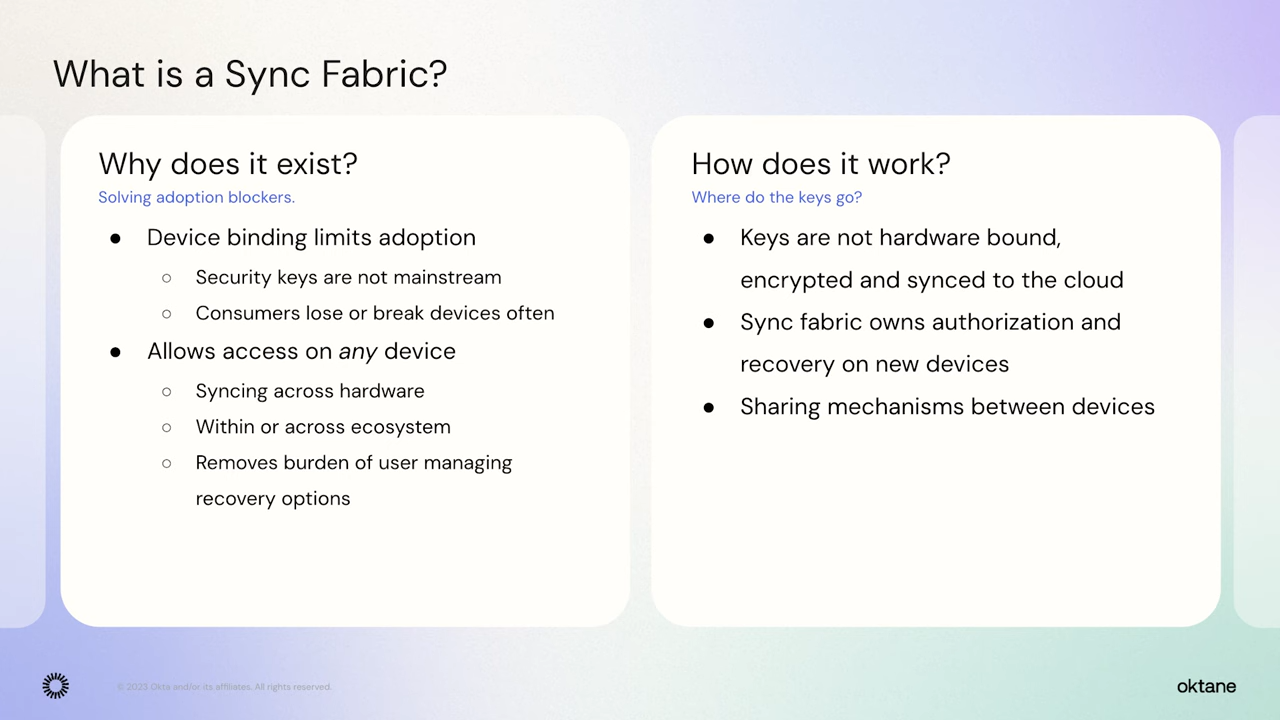 What is a Sync Fabric?
Why does it exist?
Solving adoption blockers.
● Device binding limits adoption
○ Security keys are not mainstream
○ Consumers lose or break devices often
● Allows access on any device
○ Syncing across hardware
○ Within or across ecosystem
○ Removes burden of user managing
recovery options
How does it work?
Where do the keys go?
● Keys are not hardware bound,
encrypted and synced to the cloud
● Sync fabric owns authorization and
recovery on new devices
● Sharing mechanisms between devices
© 2023 Okta and/or its affiliates. All rights reserved.
oktane